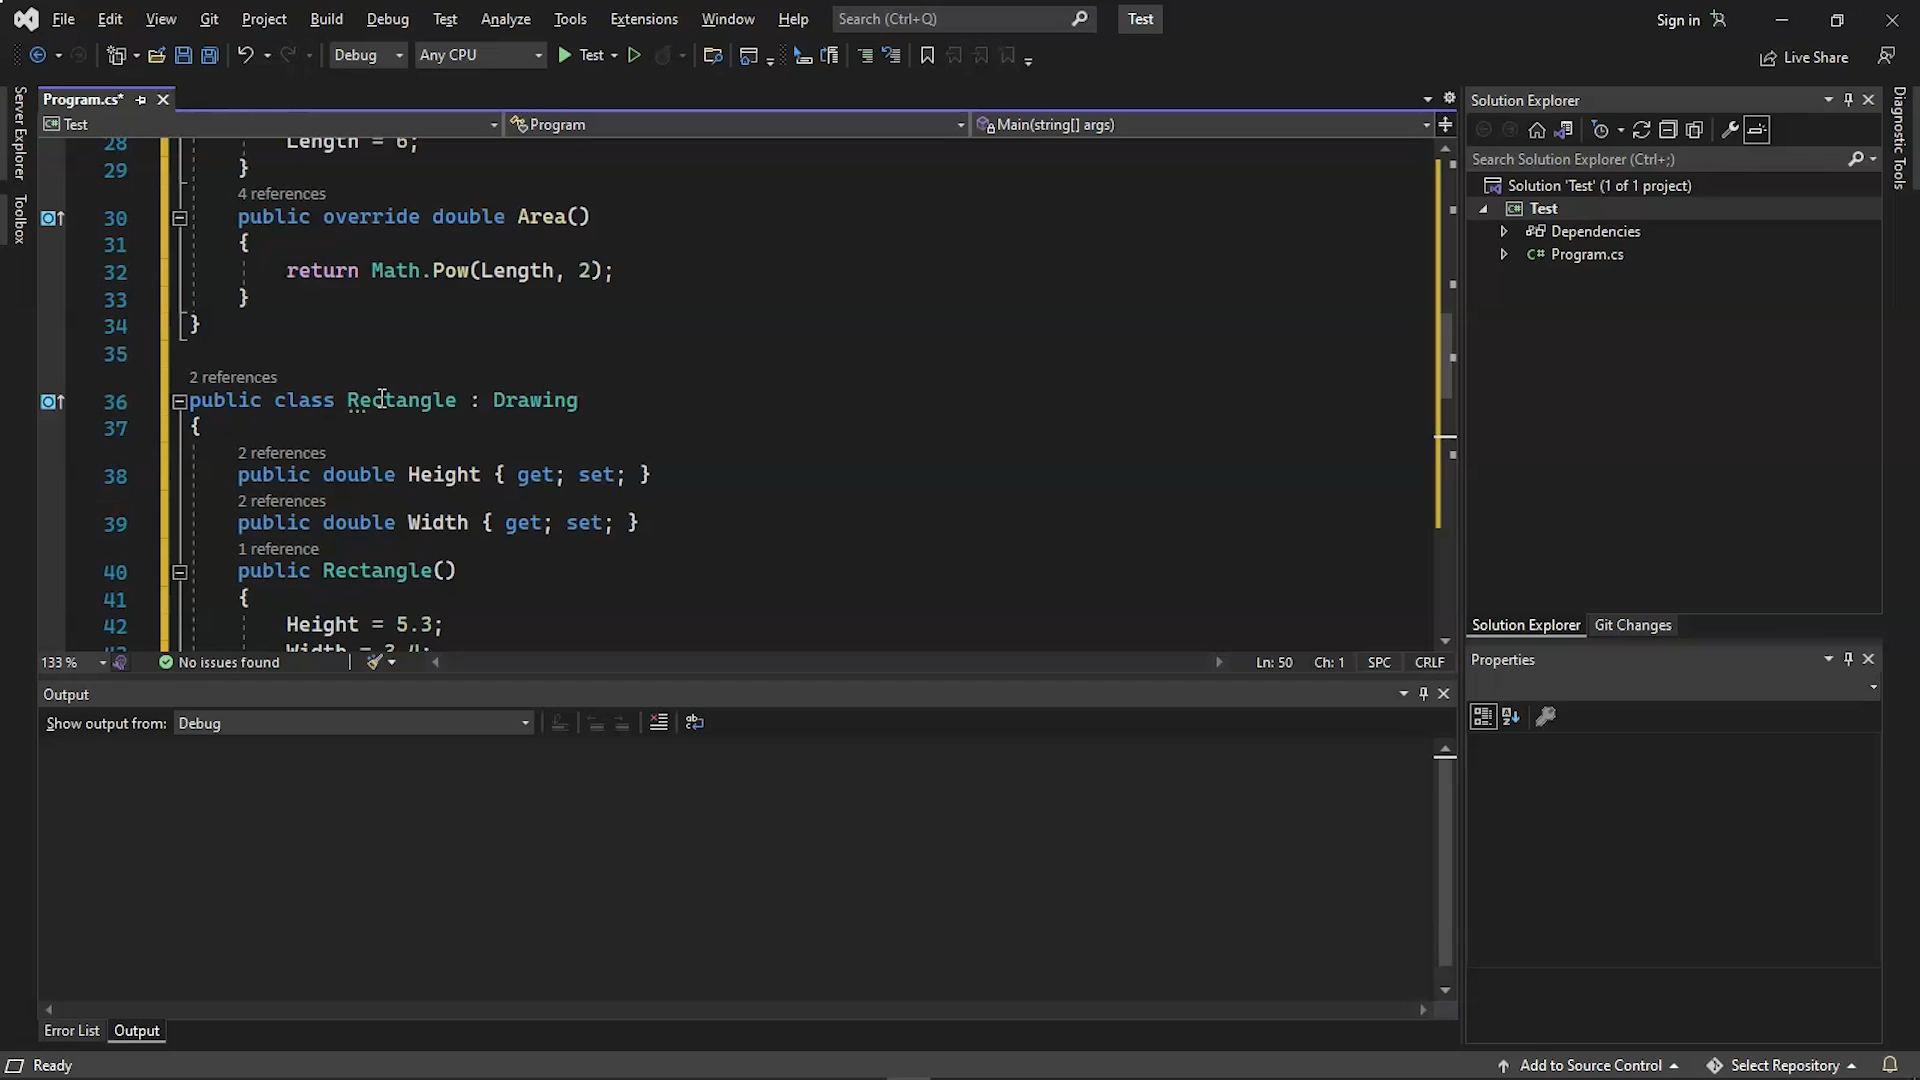 File Edit View Git Project Build Debug Test Analyze Tools Extensions Window Help Search (Ctrl+Q) Test Sign in
Debug Any CPU Test Live Share
Program.cs*
Test Program Main(string[] args)
28 Length = 6;
29 }
4 references
30 public override double Area()
31 {
32 return Math.Pow(Length, 2);
33 }
34 }
35
2 references
36 public class Rectangle : Drawing
37 {
2 references
38 public double Height { get; set; }
2 references
39 public double Width { get; set; }
1 reference
40 public Rectangle()
41 {
42 Height = 5.3;
43 Width = 3.4;
133 % No issues found Ln: 50 Ch: 1 SPC CRLF
Output
Show output from: Debug
Error List Output
Ready Add to Source Control Select Repository
Server Explorer
Toolbox
Solution Explorer
Search Solution Explorer (Ctrl+;)
Solution 'Test' (1 of 1 project)
C# Test
Dependencies
C# Program.cs
Solution Explorer Git Changes
Properties
Diagnostic Tools